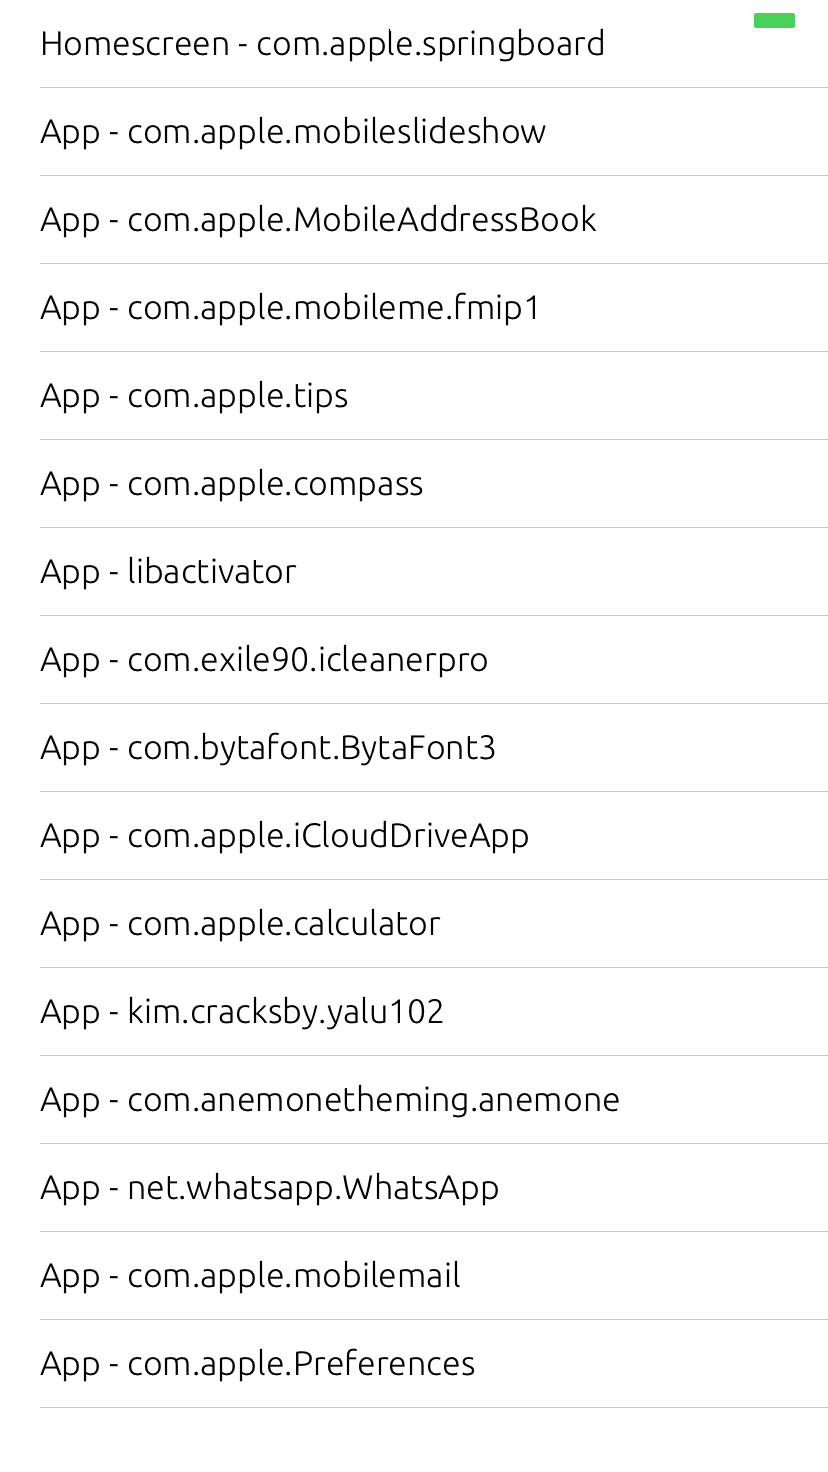 Homescreen - com.apple.springboard
App - com.apple.mobileslideshow
App - com.apple.MobileAddressBook
App - com.apple.mobileme.fmip1
App - com.apple.tips
App - com.apple.compass
App - libactivator
App - com.exile90.icleanerpro
App - com.bytafont.BytaFont3
App - com.apple.iCloudDriveApp
App - com.apple.calculator
App - kim.cracksby.yalu102
App - com.anemonetheming.anemone
App - net.whatsapp.WhatsApp
App - com.apple.mobilemail
App - com.apple.Preferences